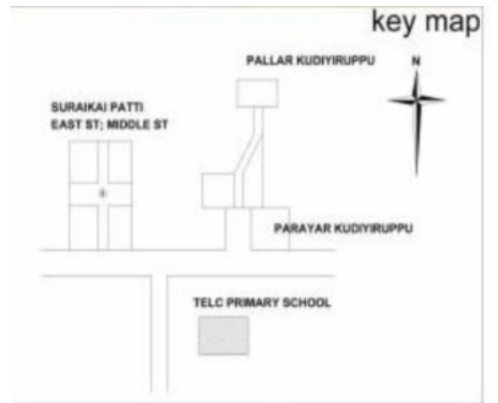 key map
PALLAR KUDIYIRUPPU
N
SURAIKAI PATTI
EAST ST; MIDDLE ST
PARAYAR KUDIYIRUPPU
TELC PRIMARY SCHOOL